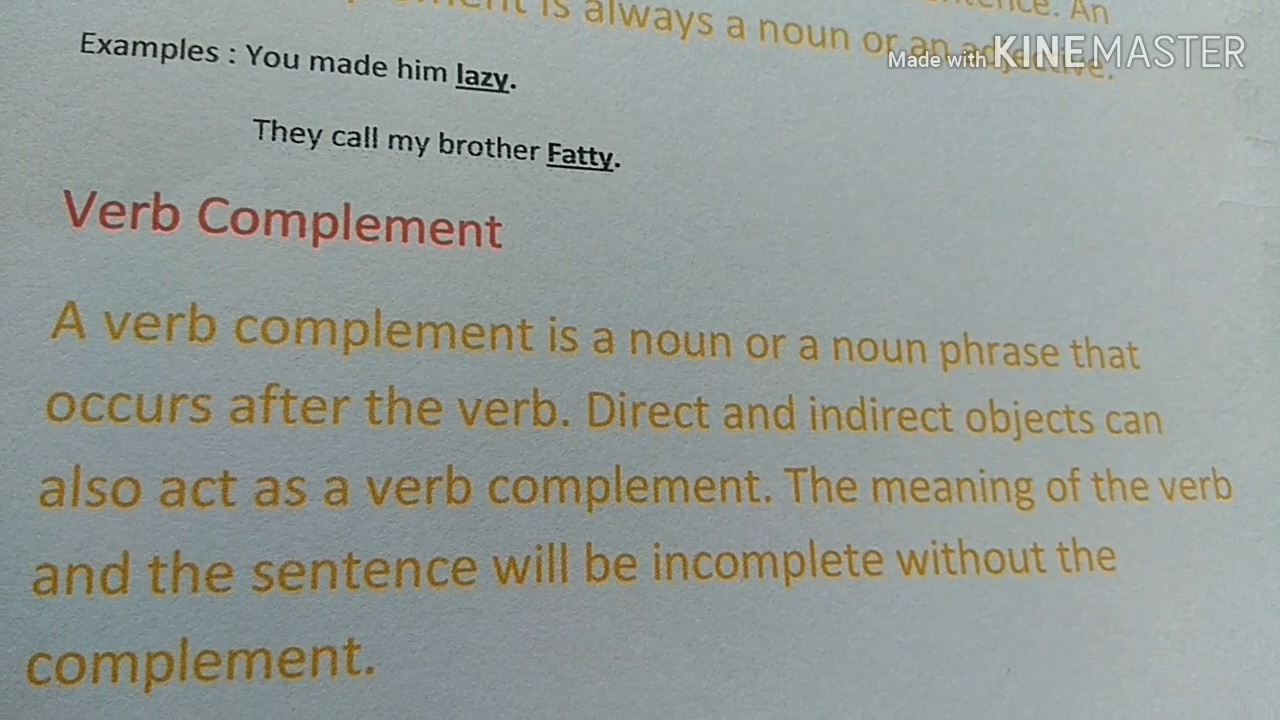 is always a noun or an adjective.
Examples : You made him lazy.
They call my brother Fatty.
Verb Complement
A verb complement is a noun or a noun phrase that
occurs after the verb. Direct and indirect objects can
also act as a verb complement. The meaning of the verb
and the sentence will be incomplete without the
complement.
Made with KINEMASTER